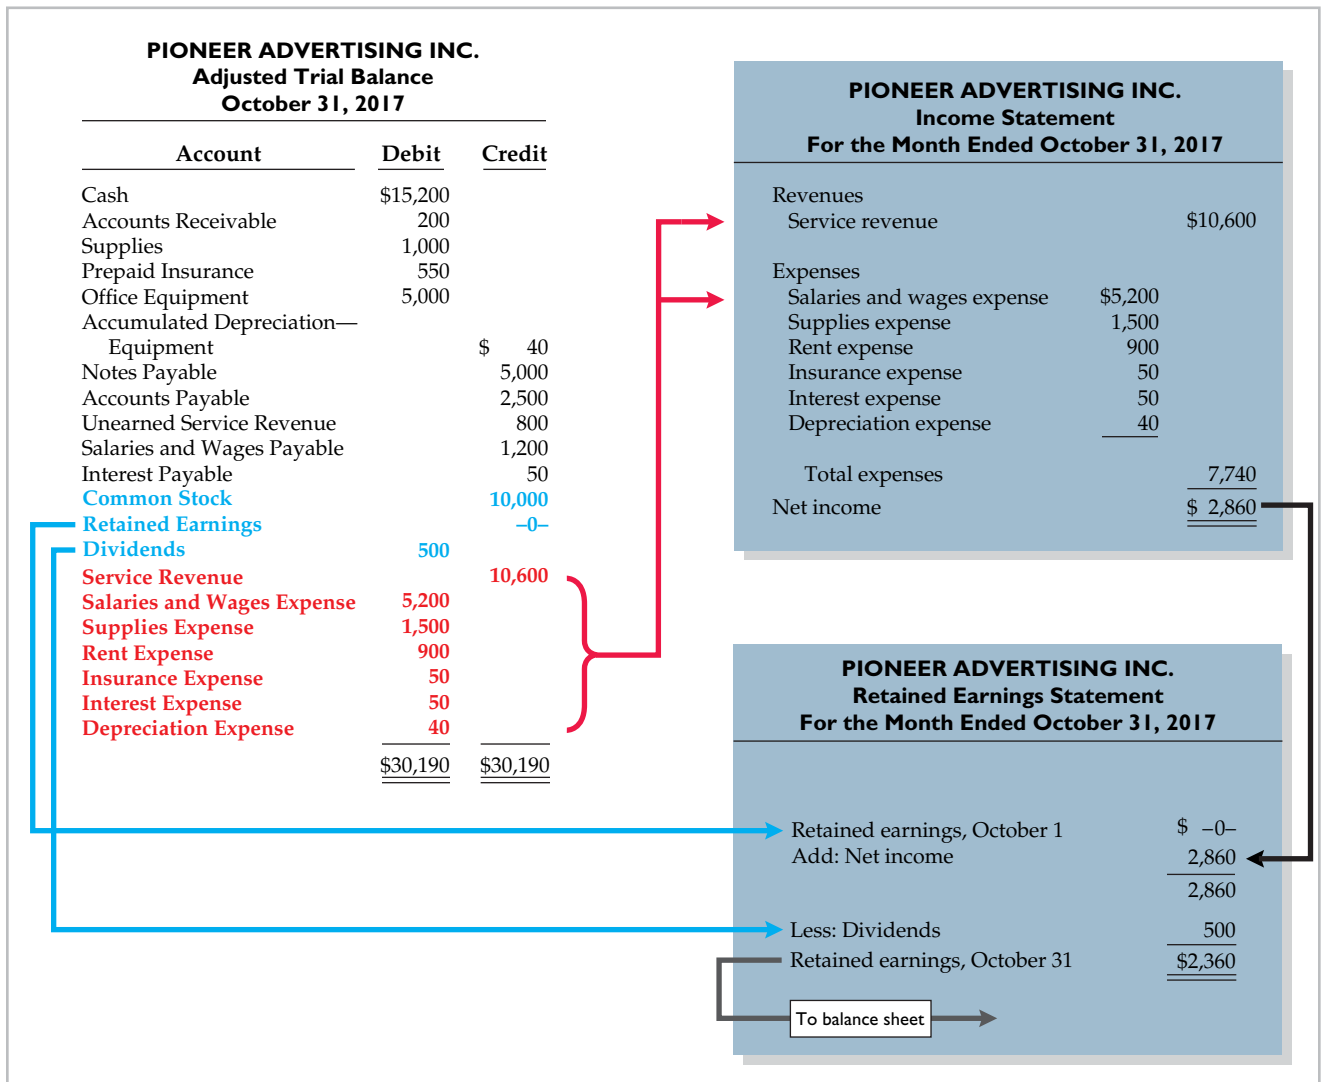 PIONEER ADVERTISING INC.
Adjusted Trial Balance
October 31, 2017
Account Debit Credit
Cash $15,200
Accounts Receivable 200
Supplies 1,000
Prepaid Insurance 550
Office Equipment 5,000
Accumulated Depreciation—
Equipment $ 40
Notes Payable 5,000
Accounts Payable 2,500
Unearned Service Revenue 800
Salaries and Wages Payable 1,200
Interest Payable 50
Common Stock 10,000
Retained Earnings –0–
Dividends 500
Service Revenue 10,600
Salaries and Wages Expense 5,200
Supplies Expense 1,500
Rent Expense 900
Insurance Expense 50
Interest Expense 50
Depreciation Expense 40
$30,190 $30,190
PIONEER ADVERTISING INC.
Income Statement
For the Month Ended October 31, 2017
Revenues
Service revenue $10,600
Expenses
Salaries and wages expense $5,200
Supplies expense 1,500
Rent expense 900
Insurance expense 50
Interest expense 50
Depreciation expense 40
Total expenses 7,740
Net income $ 2,860
PIONEER ADVERTISING INC.
Retained Earnings Statement
For the Month Ended October 31, 2017
Retained earnings, October 1 $ –0–
Add: Net income 2,860
2,860
Less: Dividends 500
Retained earnings, October 31 $2,360
To balance sheet